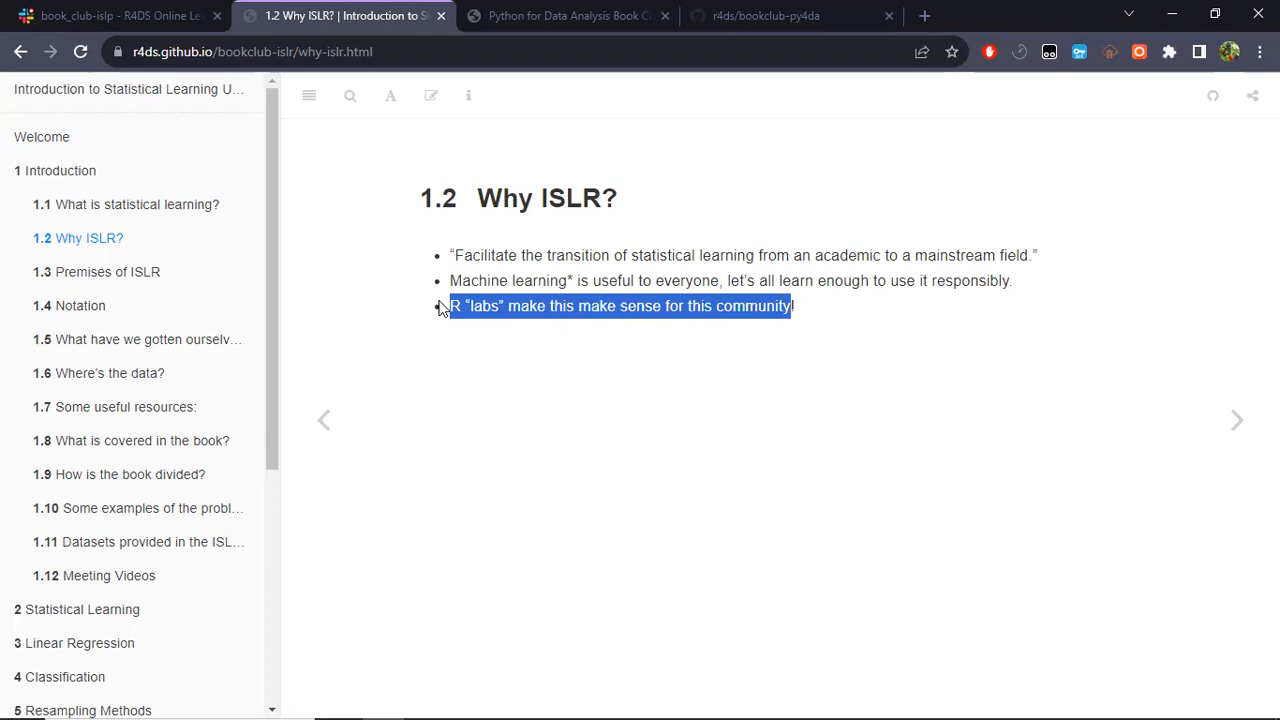 book_club-islp - R4DS Online Le
1.2 Why ISLR? | Introduction to S
Python for Data Analysis Book C
r4ds/bookclub-py4da
r4ds.github.io/bookclub-islr/why-islr.html
Introduction to Statistical Learning U...
Welcome
1 Introduction
1.1 What is statistical learning?
1.2 Why ISLR?
1.3 Premises of ISLR
1.4 Notation
1.5 What have we gotten ourselv...
1.6 Where's the data?
1.7 Some useful resources:
1.8 What is covered in the book?
1.9 How is the book divided?
1.10 Some examples of the probl...
1.11 Datasets provided in the ISL...
1.12 Meeting Videos
2 Statistical Learning
3 Linear Regression
4 Classification
5 Resampling Methods
1.2 Why ISLR?
• “Facilitate the transition of statistical learning from an academic to a mainstream field.”
• Machine learning* is useful to everyone, let’s all learn enough to use it responsibly.
• R “labs” make this make sense for this community!